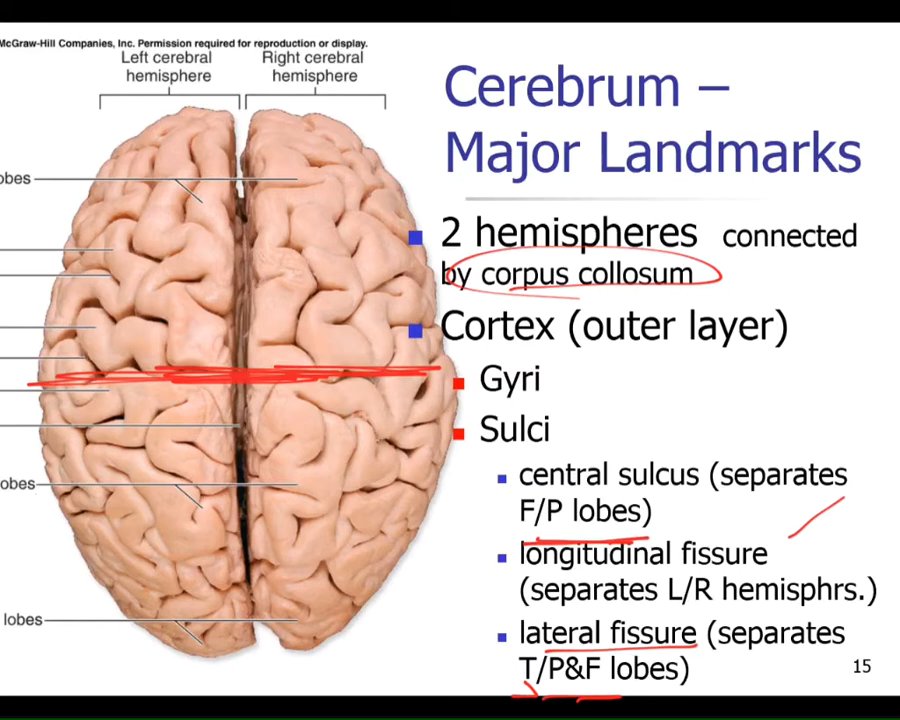 McGraw-Hill Companies, Inc. Permission required for reproduction or display.
Left cerebral
hemisphere
Right cerebral
hemisphere
obes
obes
lobes
Cerebrum –
Major Landmarks
2 hemispheres connected
by corpus collosum
Cortex (outer layer)
Gyri
Sulci
central sulcus (separates
F/P lobes)
longitudinal fissure
(separates L/R hemisphrs.)
lateral fissure (separates
T/P&F lobes)
15